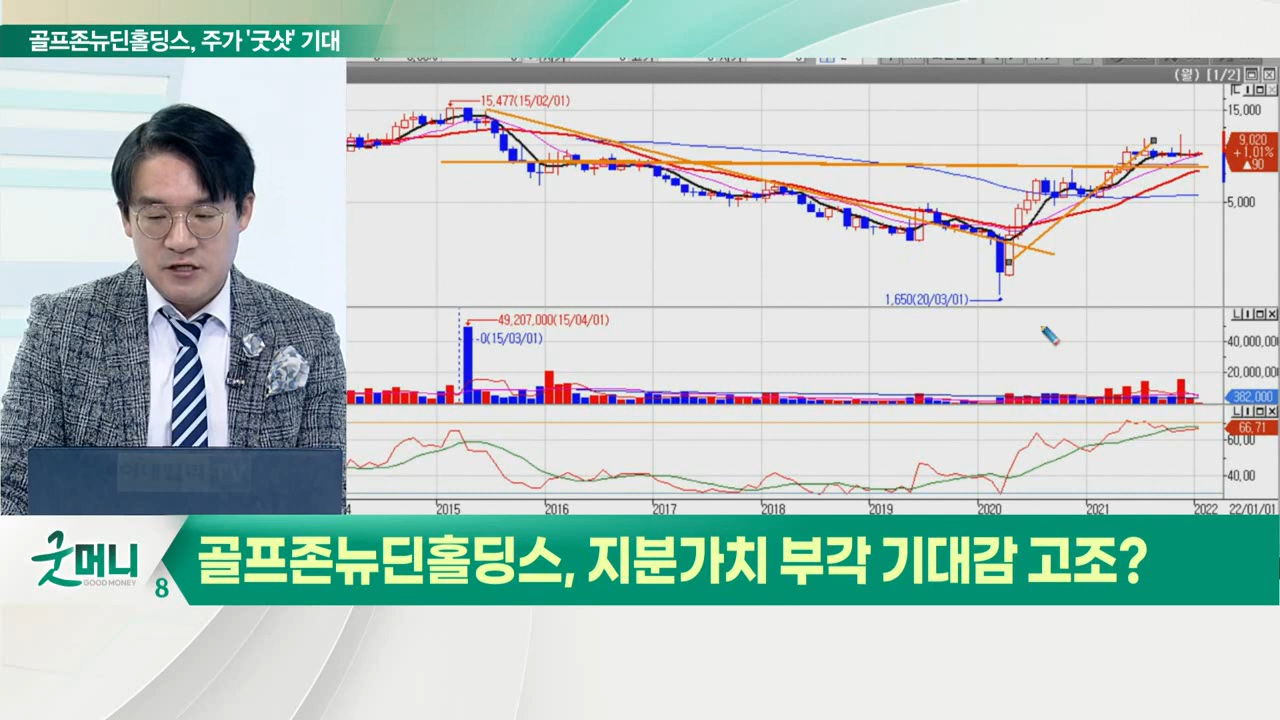 골프존뉴딘홀딩스, 주가 '굿샷' 기대
(월) [1/2]
15,477(15/02/01)
15,000
9,020
+1.01%
▲90
5,000
1,650(20/03/01)
49,207,000(15/04/01)
-0(15/03/01)
40,000,00
20,000,00
382,000
66.71
60,00
40,00
2015 2016 2017 2018 2019 2020 2021 2022 22/01/01
굿머니
GOOD MONEY
8
골프존뉴딘홀딩스, 지분가치 부각 기대감 고조?